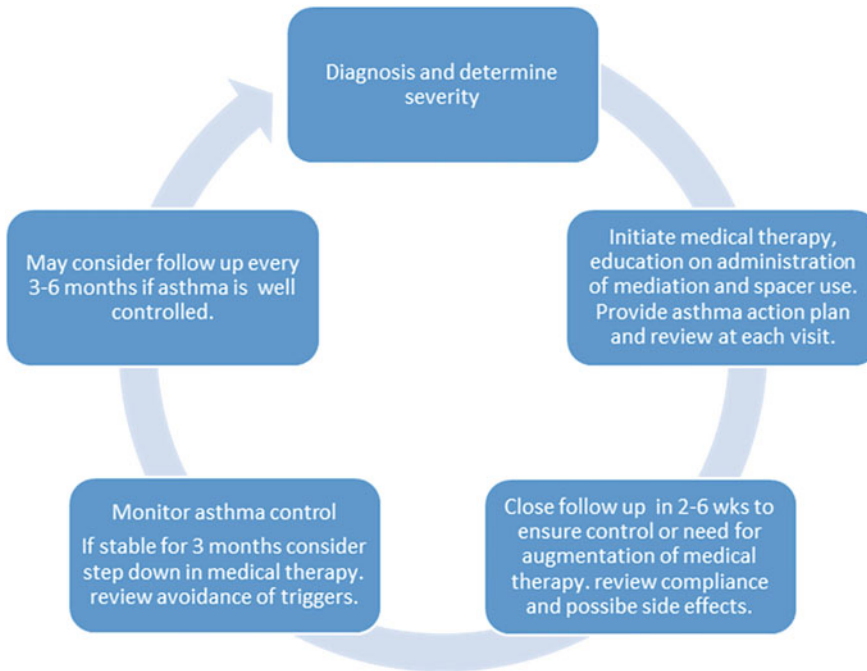 Diagnosis and determine
severity
Initiate medical therapy,
education on administration
of mediation and spacer use.
Provide asthma action plan
and review at each visit.
Close follow up in 2-6 wks to
ensure control or need for
augmentation of medical
therapy. review compliance
and possibe side effects.
Monitor asthma control
If stable for 3 months consider
step down in medical therapy.
review avoidance of triggers.
May consider follow up every
3-6 months if asthma is well
controlled.